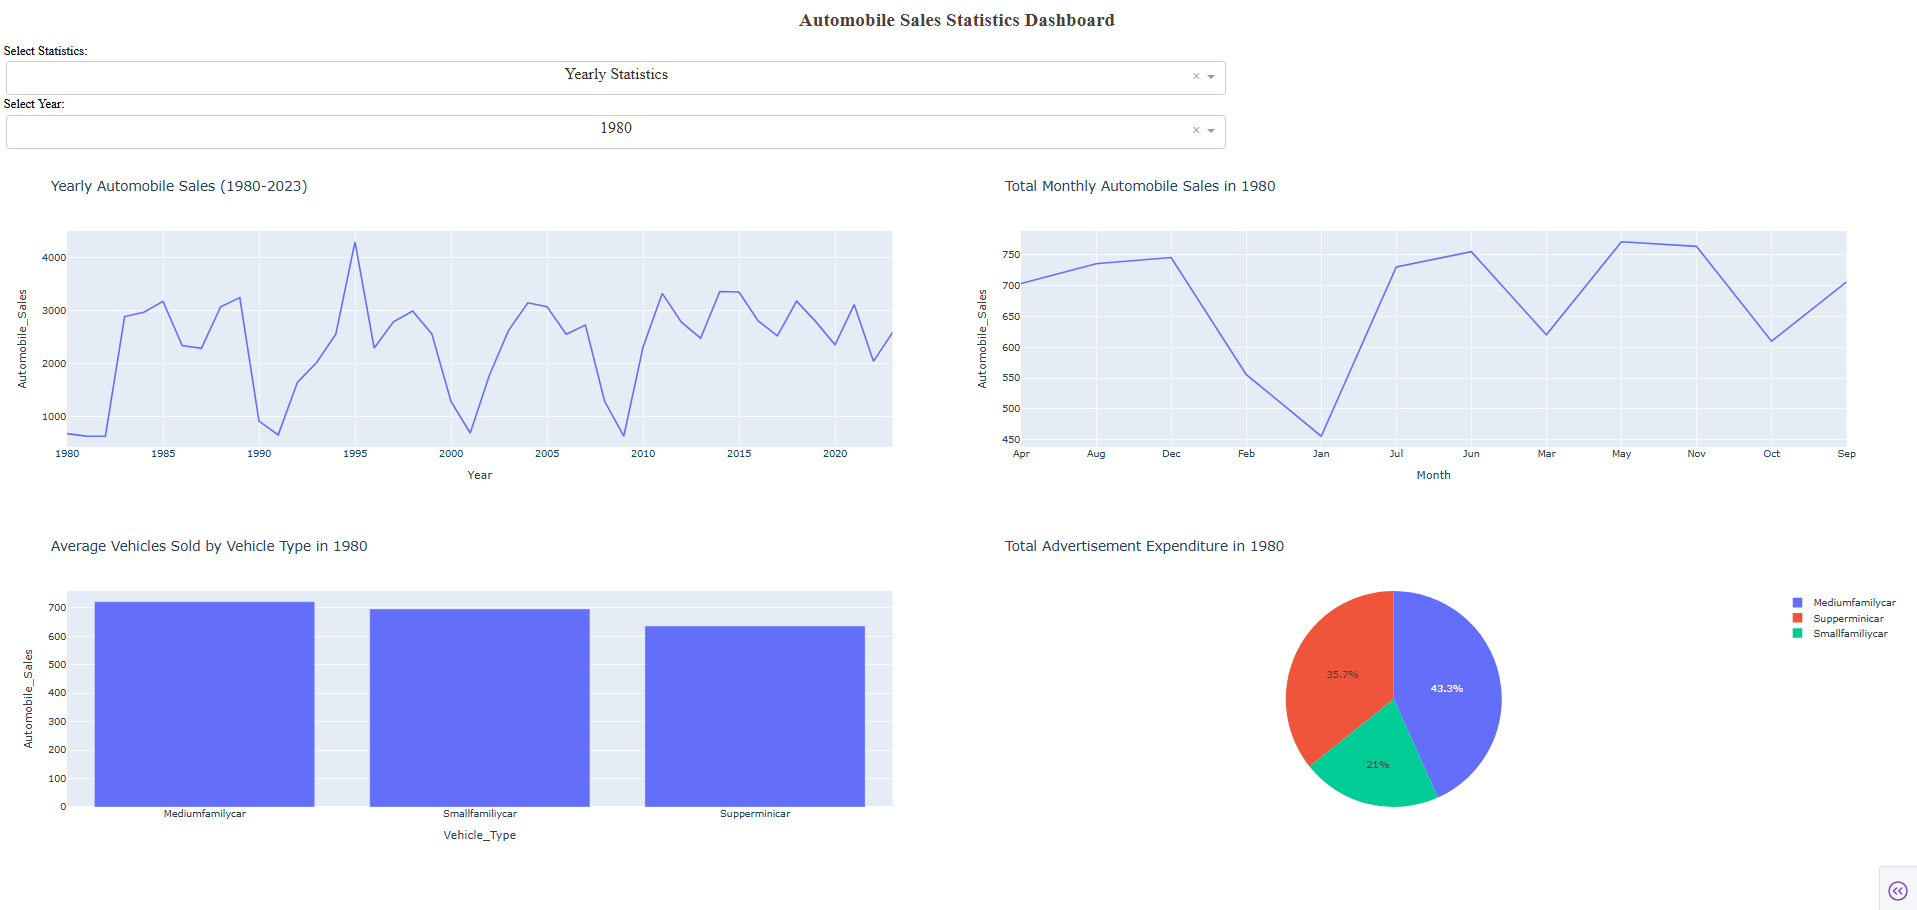 Automobile Sales Statistics Dashboard
Select Statistics:
Yearly Statistics
×
Select Year:
1980
×
Yearly Automobile Sales (1980-2023)
4000
3000
2000
1000
Automobile_Sales
1980 1985 1990 1995 2000 2005 2010 2015 2020
Year
Total Monthly Automobile Sales in 1980
750
700
650
600
550
500
450
Automobile_Sales
Apr Aug Dec Feb Jan Jul Jun Mar May Nov Oct Sep
Month
Average Vehicles Sold by Vehicle Type in 1980
700
600
500
400
300
200
100
0
Automobile_Sales
Mediumfamilycar Smallfamiliycar Supperminicar
Vehicle_Type
Total Advertisement Expenditure in 1980
35.7%
43.3%
21%
Mediumfamilycar
Supperminicar
Smallfamiliycar